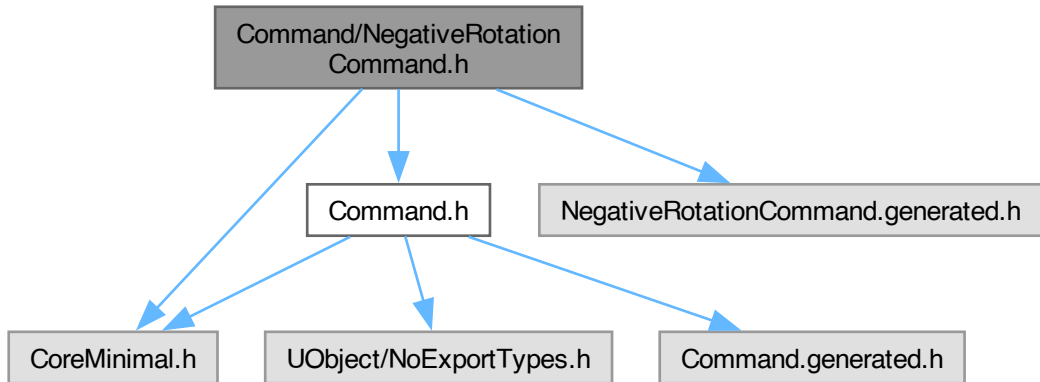 Command/NegativeRotation
Command.h
Command.h
NegativeRotationCommand.generated.h
CoreMinimal.h
UObject/NoExportTypes.h
Command.generated.h